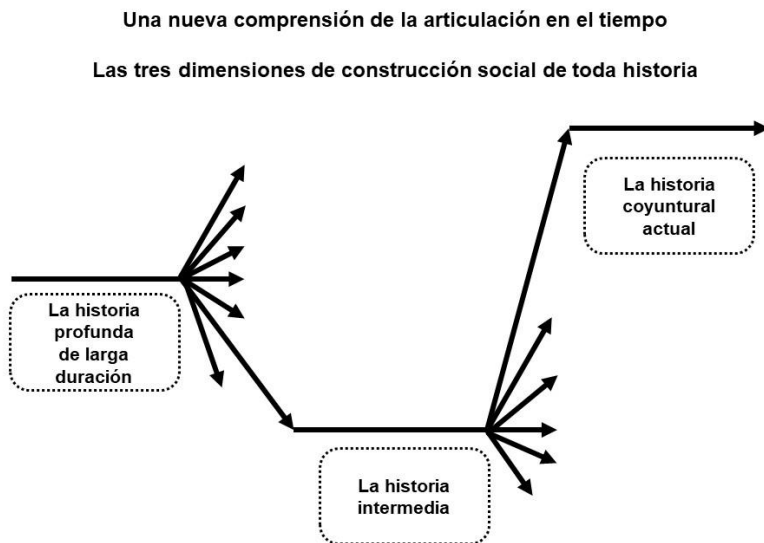 Una nueva comprensión de la articulación en el tiempo
Las tres dimensiones de construcción social de toda historia
La historia
coyuntural
actual
La historia
profunda
de larga
duración
La historia
intermedia